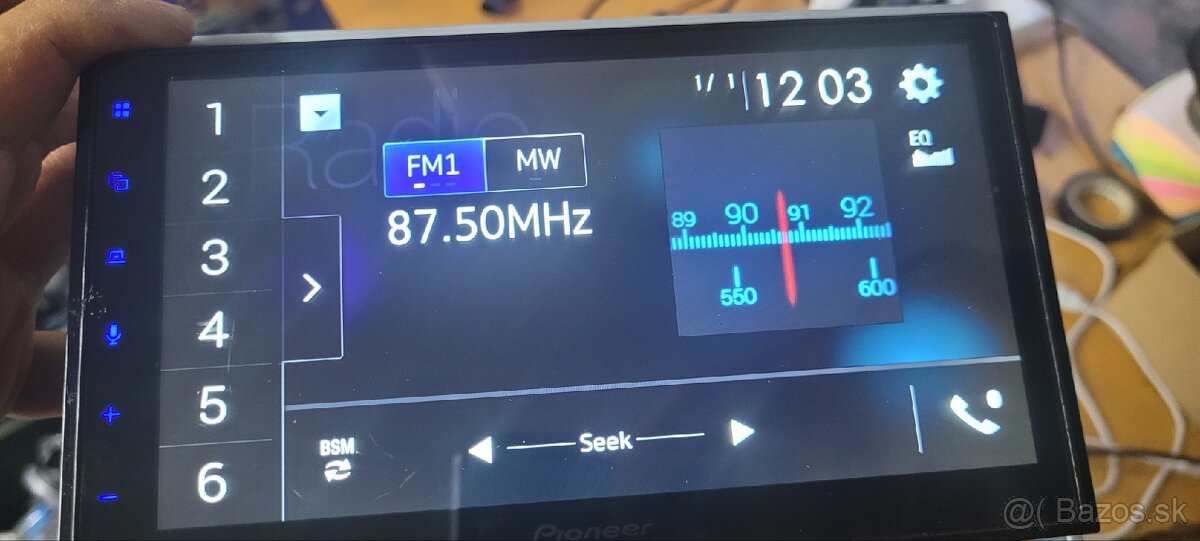 1/ 1 12 03
Radio
1
2
3
4
5
6
FM1 MW
87.50MHz
EQ
89 90 91 92
550 600
BSM
Seek
Pioneer
@( Bazos.sk